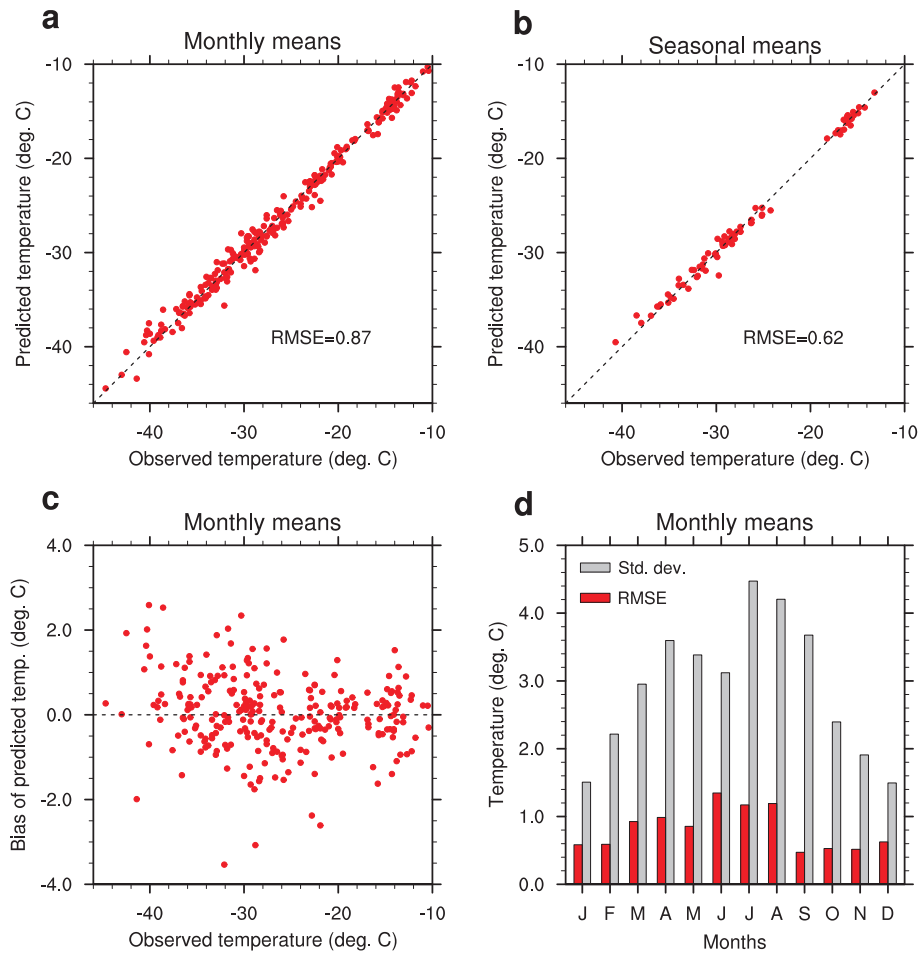 a
Monthly means
Predicted temperature (deg. C)
-10
-20
-30
-40
RMSE=0.87
-40 -30 -20 -10
Observed temperature (deg. C)
b
Seasonal means
Predicted temperature (deg. C)
-10
-20
-30
-40
RMSE=0.62
-40 -30 -20 -10
Observed temperature (deg. C)
c
Monthly means
Bias of predicted temp. (deg. C)
4.0
2.0
0.0
-2.0
-4.0
-40 -30 -20 -10
Observed temperature (deg. C)
d
Monthly means
Temperature (deg. C)
5.0
4.0
3.0
2.0
1.0
0.0
Std. dev.
RMSE
J F M A M J J A S O N D
Months